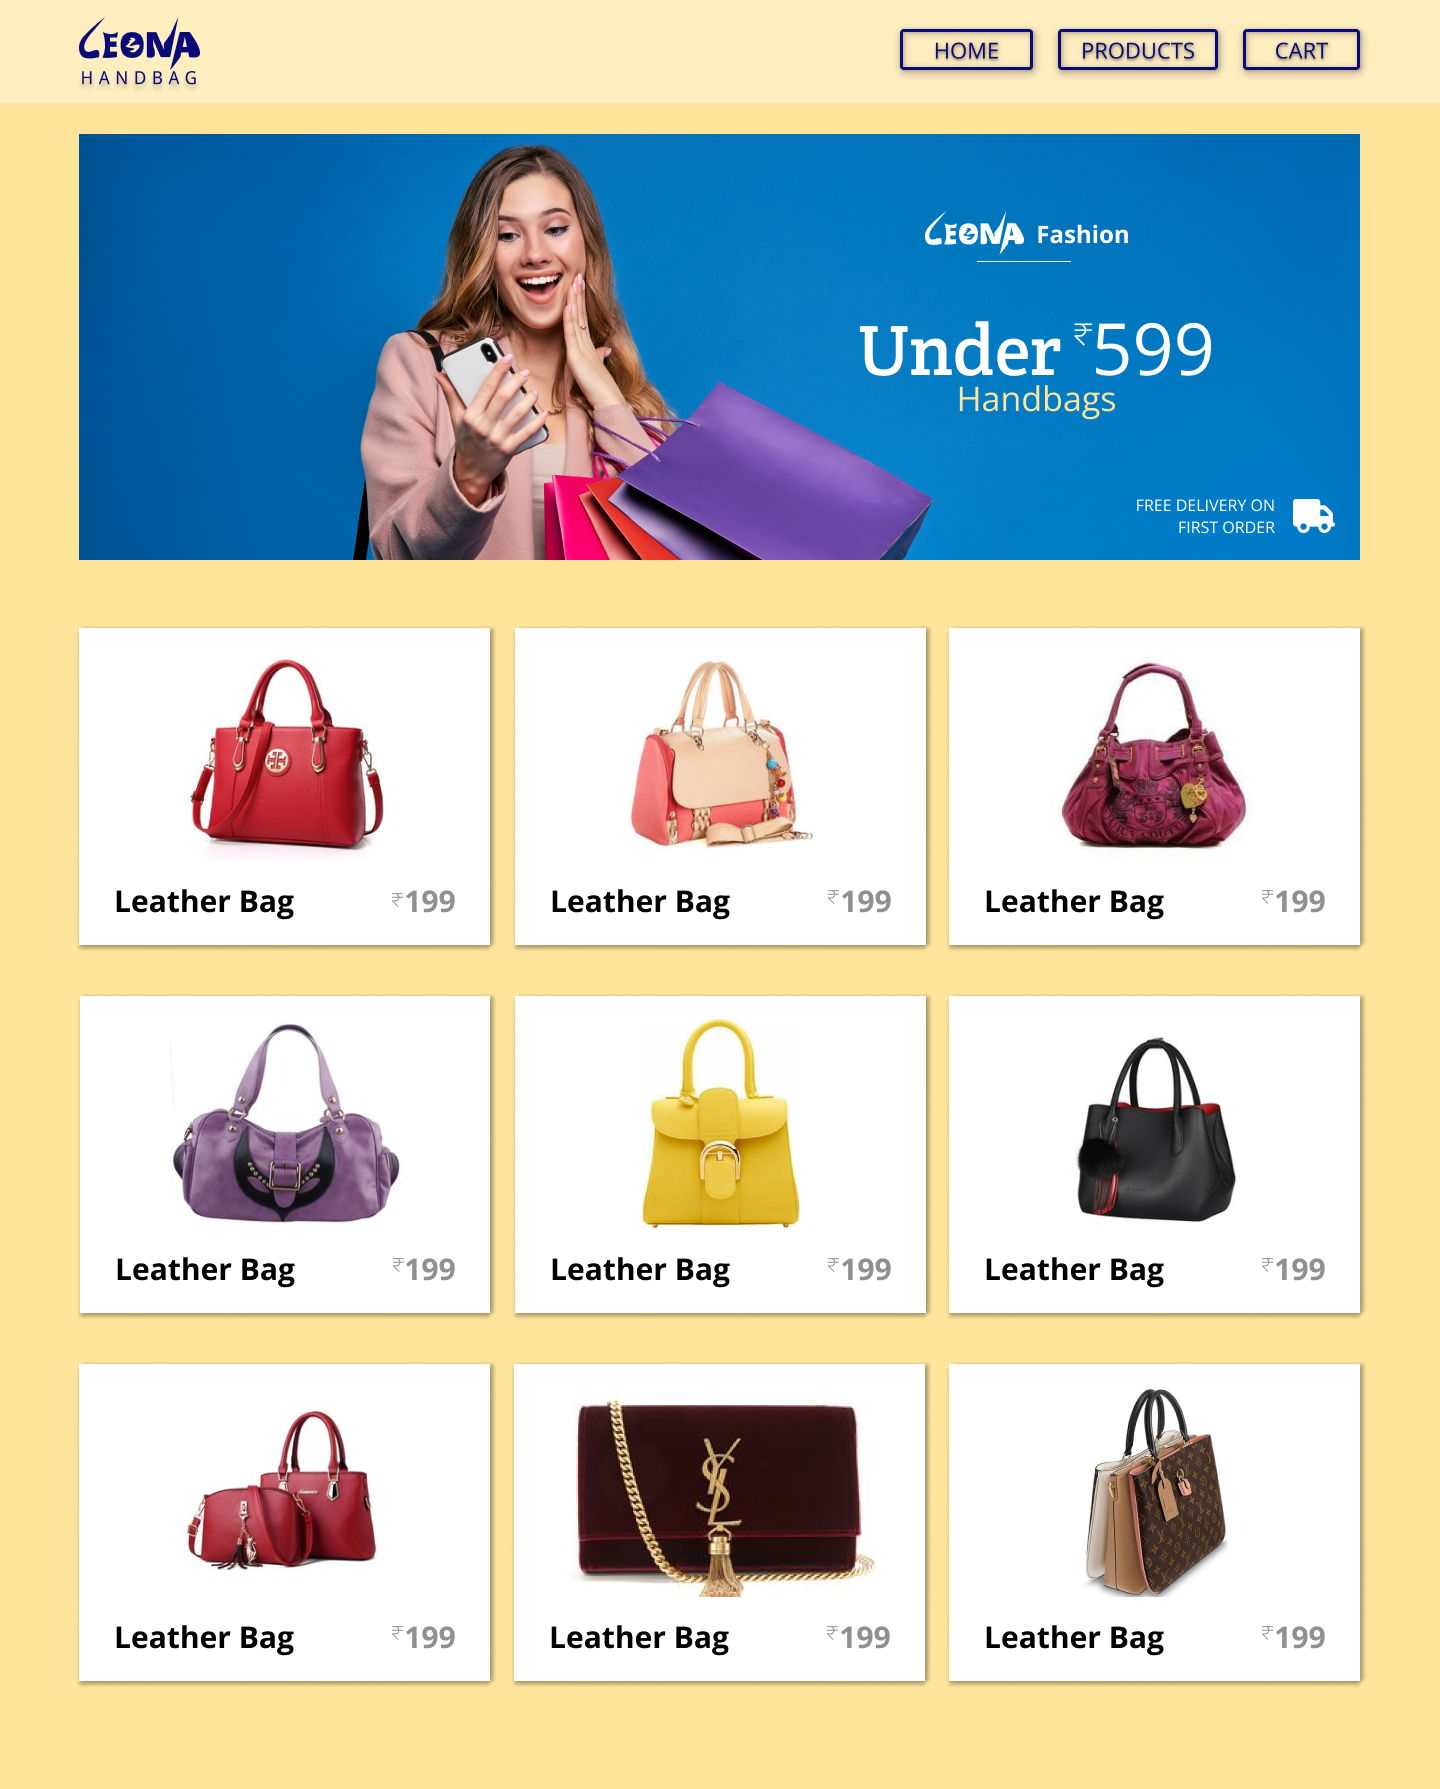 LEONA
HANDBAG
HOME
PRODUCTS
CART
LEONA Fashion
Under ₹599
Handbags
FREE DELIVERY ON
FIRST ORDER
Leather Bag ₹199
Leather Bag ₹199
Leather Bag ₹199
Leather Bag ₹199
Leather Bag ₹199
Leather Bag ₹199
Leather Bag ₹199
YSL
Leather Bag ₹199
Leather Bag ₹199